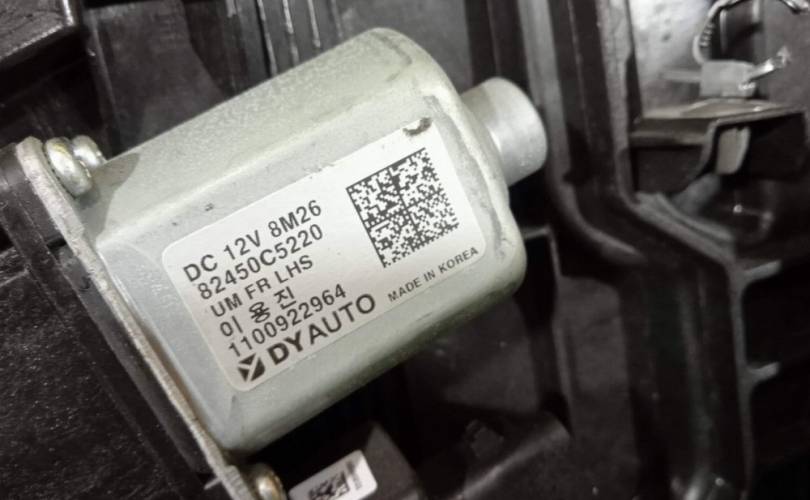 DC 12V 8M26
82450C5220
UM FR LHS
이 용 진
1100922964
DYAUTO MADE IN KOREA